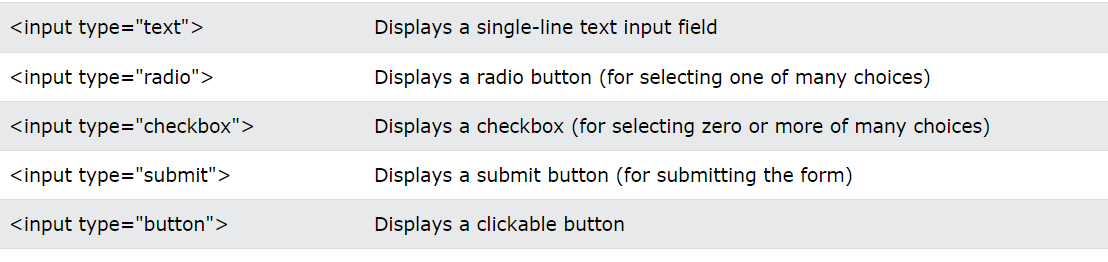 <input type="text"> Displays a single-line text input field
<input type="radio"> Displays a radio button (for selecting one of many choices)
<input type="checkbox"> Displays a checkbox (for selecting zero or more of many choices)
<input type="submit"> Displays a submit button (for submitting the form)
<input type="button"> Displays a clickable button